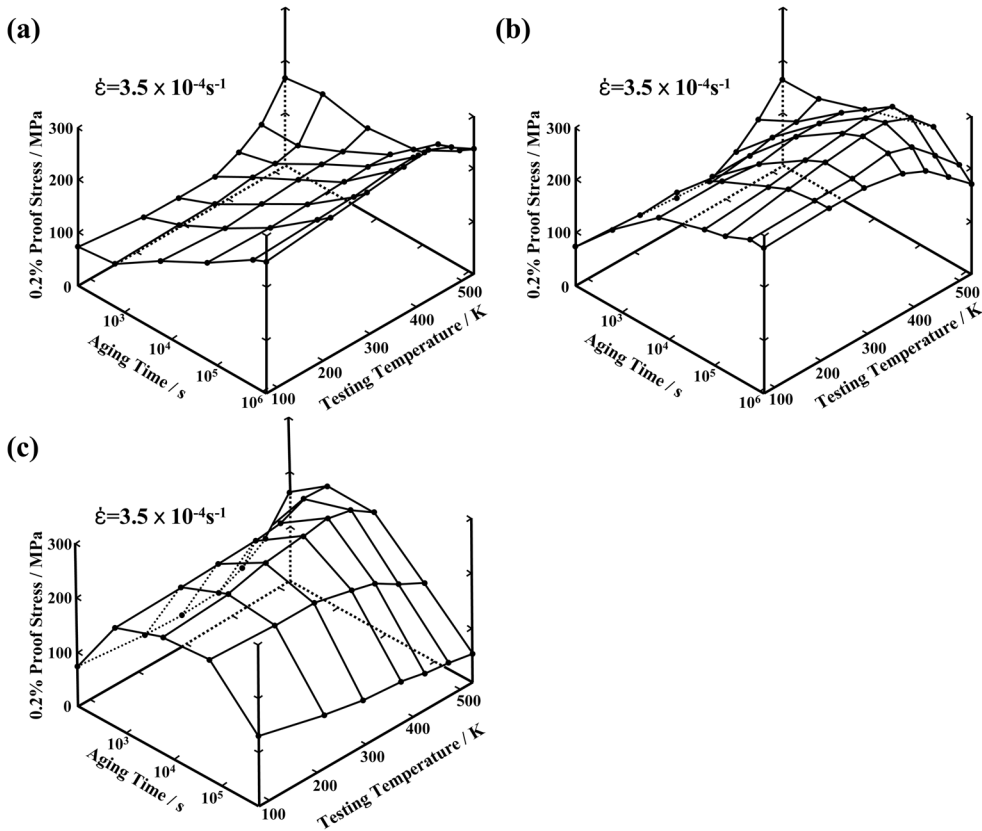 (a)
ε̇=3.5 × 10⁻⁴s⁻¹
300
200
100
0
0.2% Proof Stress / MPa
10³
10⁴
10⁵
10⁶
Aging Time / s
100
200
300
400
500
Testing Temperature / K
(b)
ε̇=3.5 × 10⁻⁴s⁻¹
300
200
100
0
0.2% Proof Stress / MPa
10³
10⁴
10⁵
10⁶
Aging Time / s
100
200
300
400
500
Testing Temperature / K
(c)
ε̇=3.5 × 10⁻⁴s⁻¹
300
200
100
0
0.2% Proof Stress / MPa
10³
10⁴
10⁵
Aging Time / s
100
200
300
400
500
Testing Temperature / K